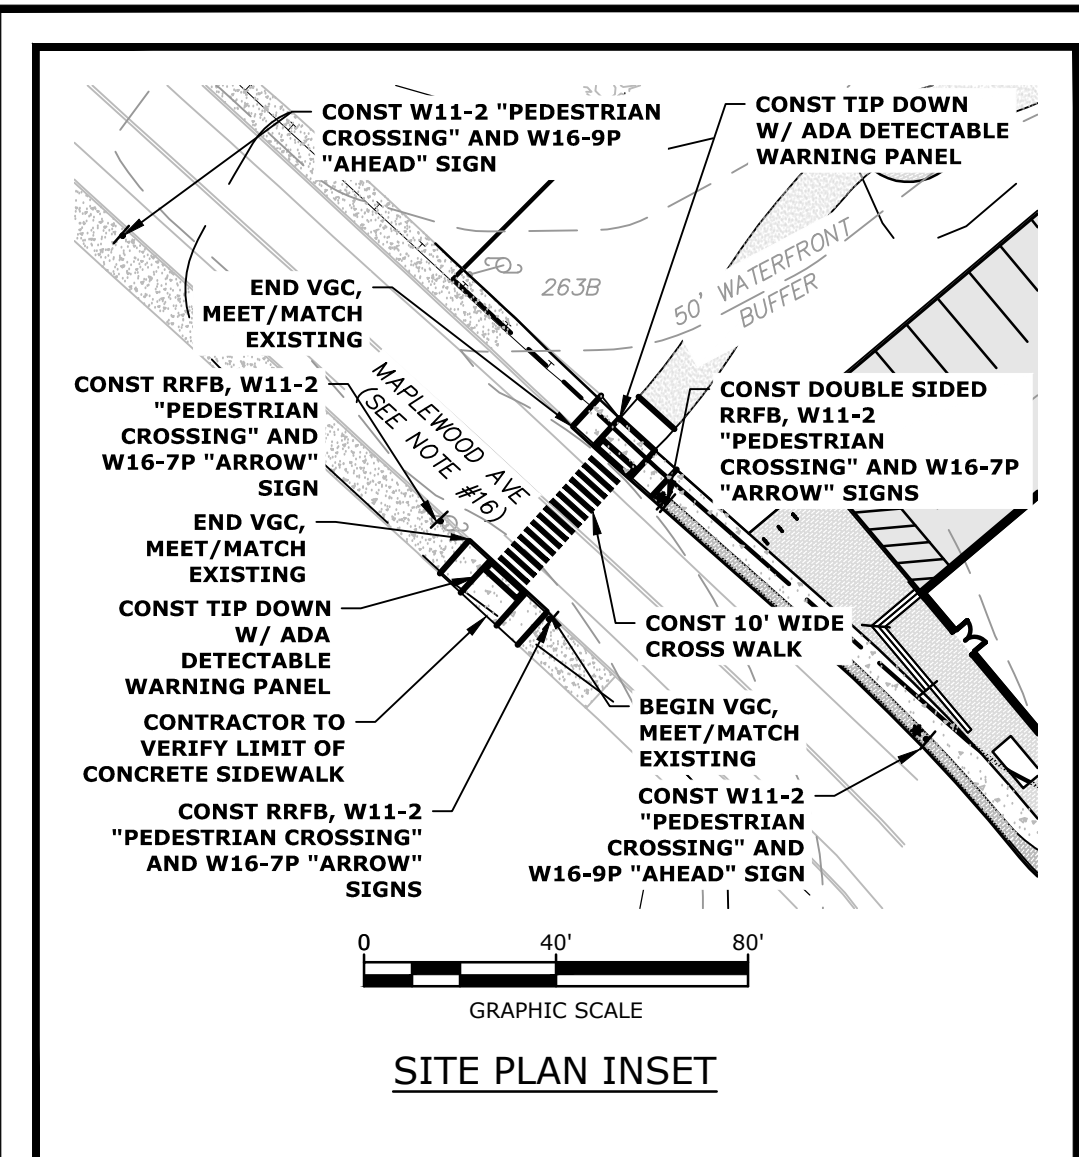 CONST W11-2 "PEDESTRIAN
CROSSING" AND W16-9P
"AHEAD" SIGN
CONST TIP DOWN
W/ ADA DETECTABLE
WARNING PANEL
END VGC,
MEET/MATCH
EXISTING
263B
50' WATERFRONT
BUFFER
MAPLEWOOD AVE
(SEE NOTE #16)
CONST RRFB, W11-2
"PEDESTRIAN
CROSSING" AND
W16-7P "ARROW"
SIGN
CONST DOUBLE SIDED
RRFB, W11-2
"PEDESTRIAN
CROSSING" AND W16-7P
"ARROW" SIGNS
END VGC,
MEET/MATCH
EXISTING
CONST TIP DOWN
W/ ADA
DETECTABLE
WARNING PANEL
CONST 10' WIDE
CROSS WALK
CONTRACTOR TO
VERIFY LIMIT OF
CONCRETE SIDEWALK
BEGIN VGC,
MEET/MATCH
EXISTING
CONST RRFB, W11-2
"PEDESTRIAN CROSSING"
AND W16-7P "ARROW"
SIGNS
CONST W11-2
"PEDESTRIAN
CROSSING" AND
W16-9P "AHEAD" SIGN
0 40' 80'
GRAPHIC SCALE
SITE PLAN INSET